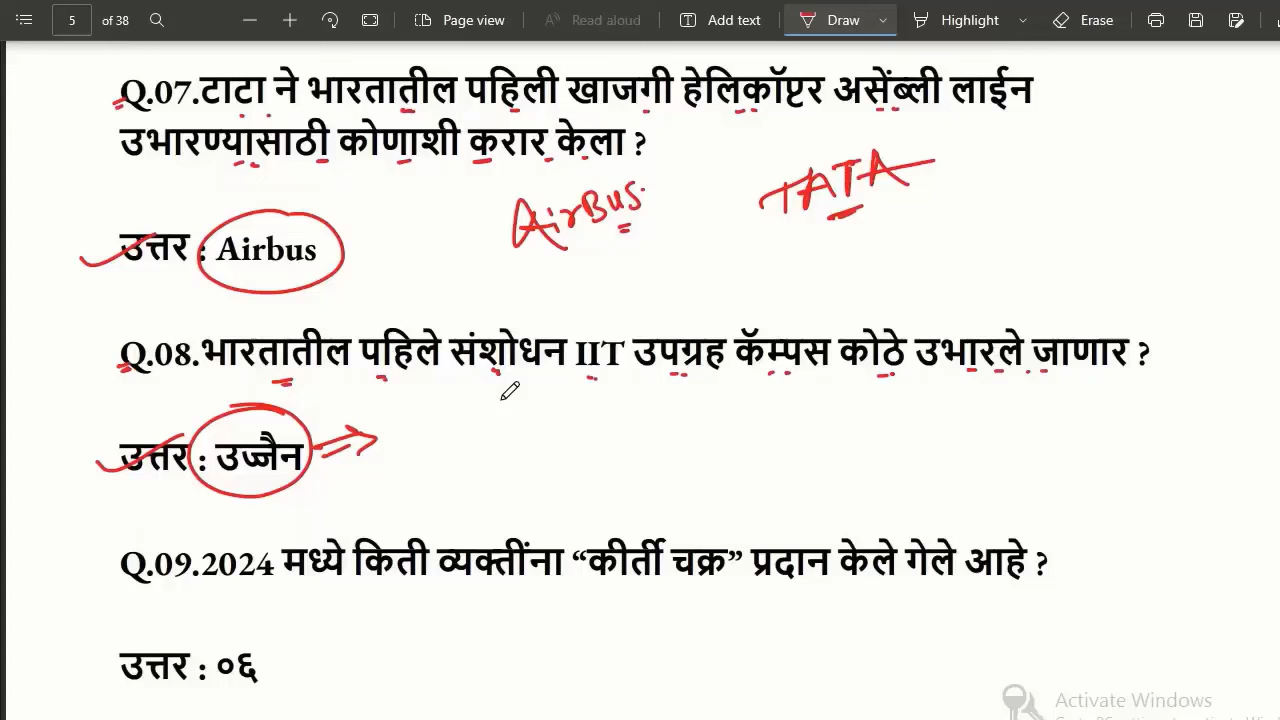 5 of 38 Page view Read aloud Add text Draw Highlight Erase
Q.07.टाटा ने भारतातील पहिली खाजगी हेलिकॉप्टर असेंब्ली लाईन
उभारण्यासाठी कोणाशी करार केला ?
AirBus TATA
उत्तर : Airbus
Q.08.भारतातील पहिले संशोधन IIT उपग्रह कॅम्पस कोठे उभारले जाणार ?
उत्तर : उज्जैन
Q.09.2024 मध्ये किती व्यक्तींना “कीर्ती चक्र” प्रदान केले गेले आहे ?
उत्तर : ०६
Activate Windows